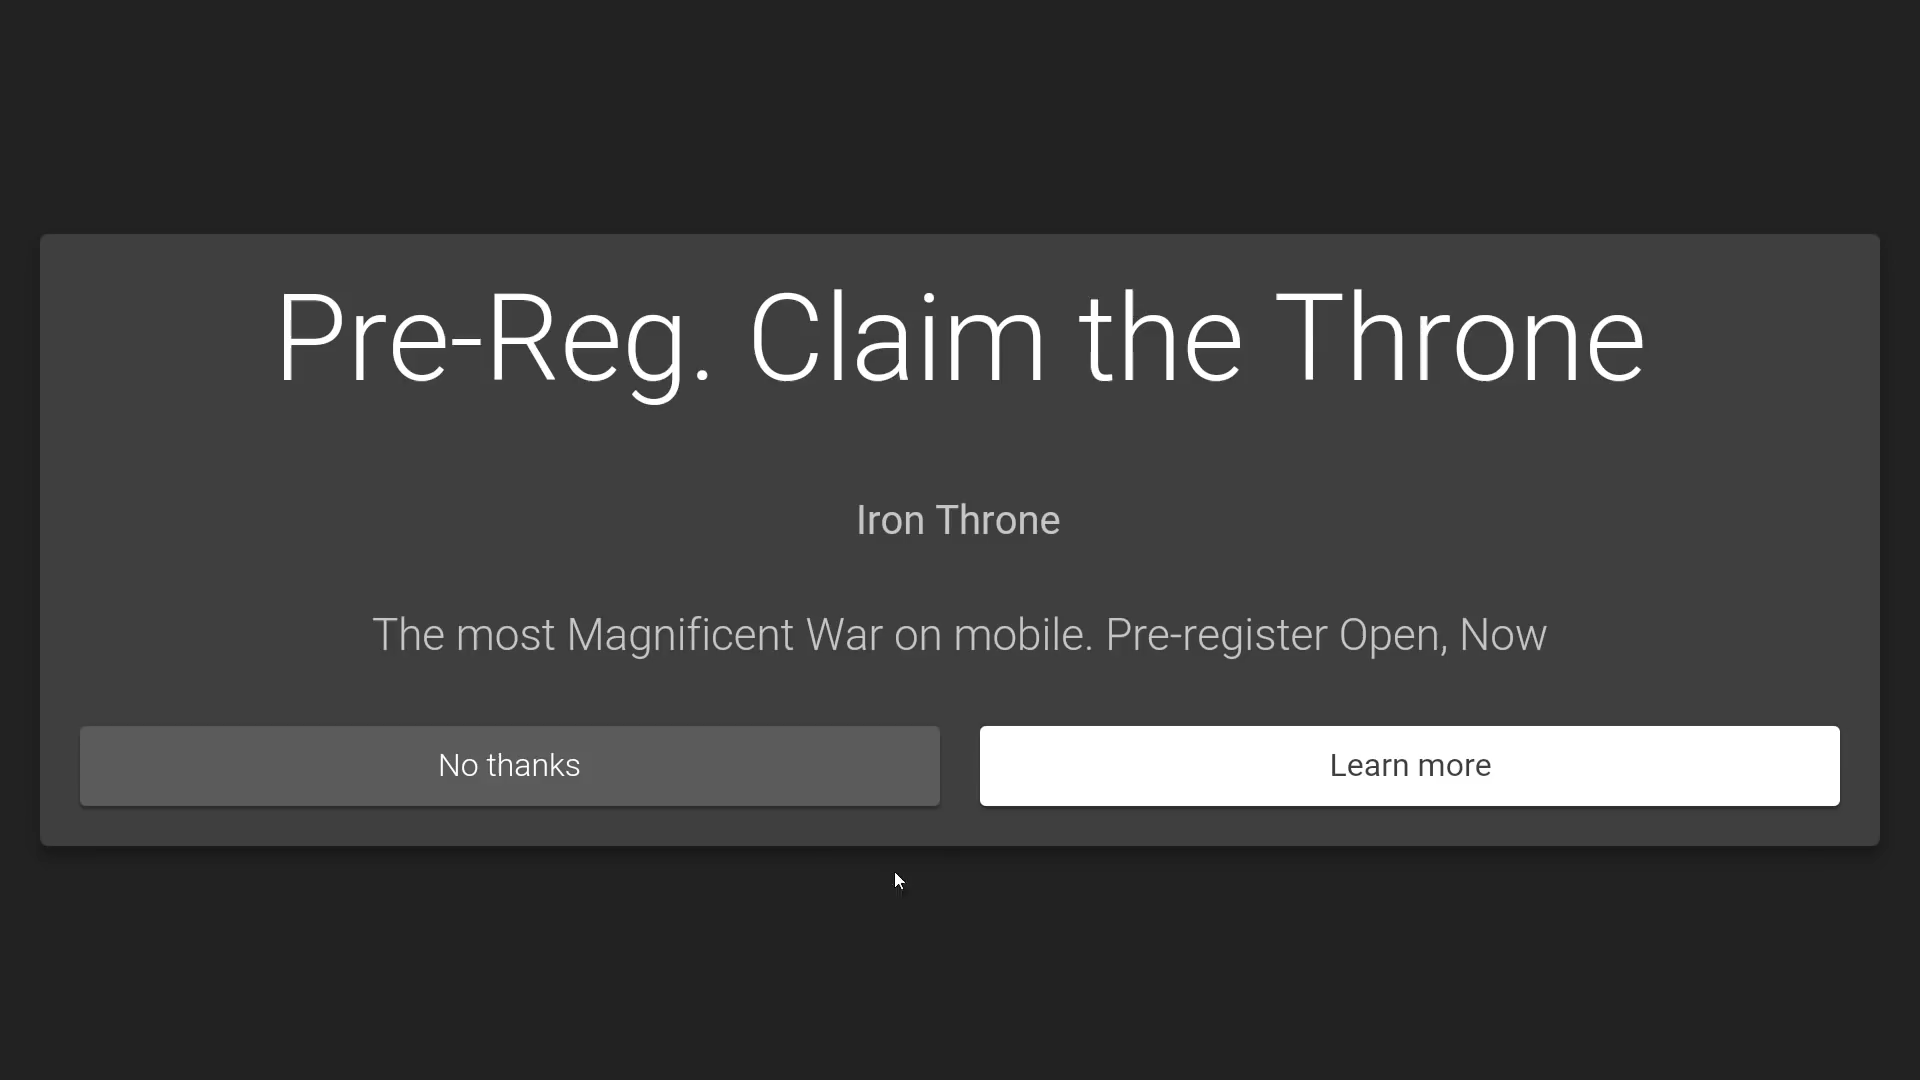 Pre-Reg. Claim the Throne
Iron Throne
The most Magnificent War on mobile. Pre-register Open, Now
No thanks
Learn more